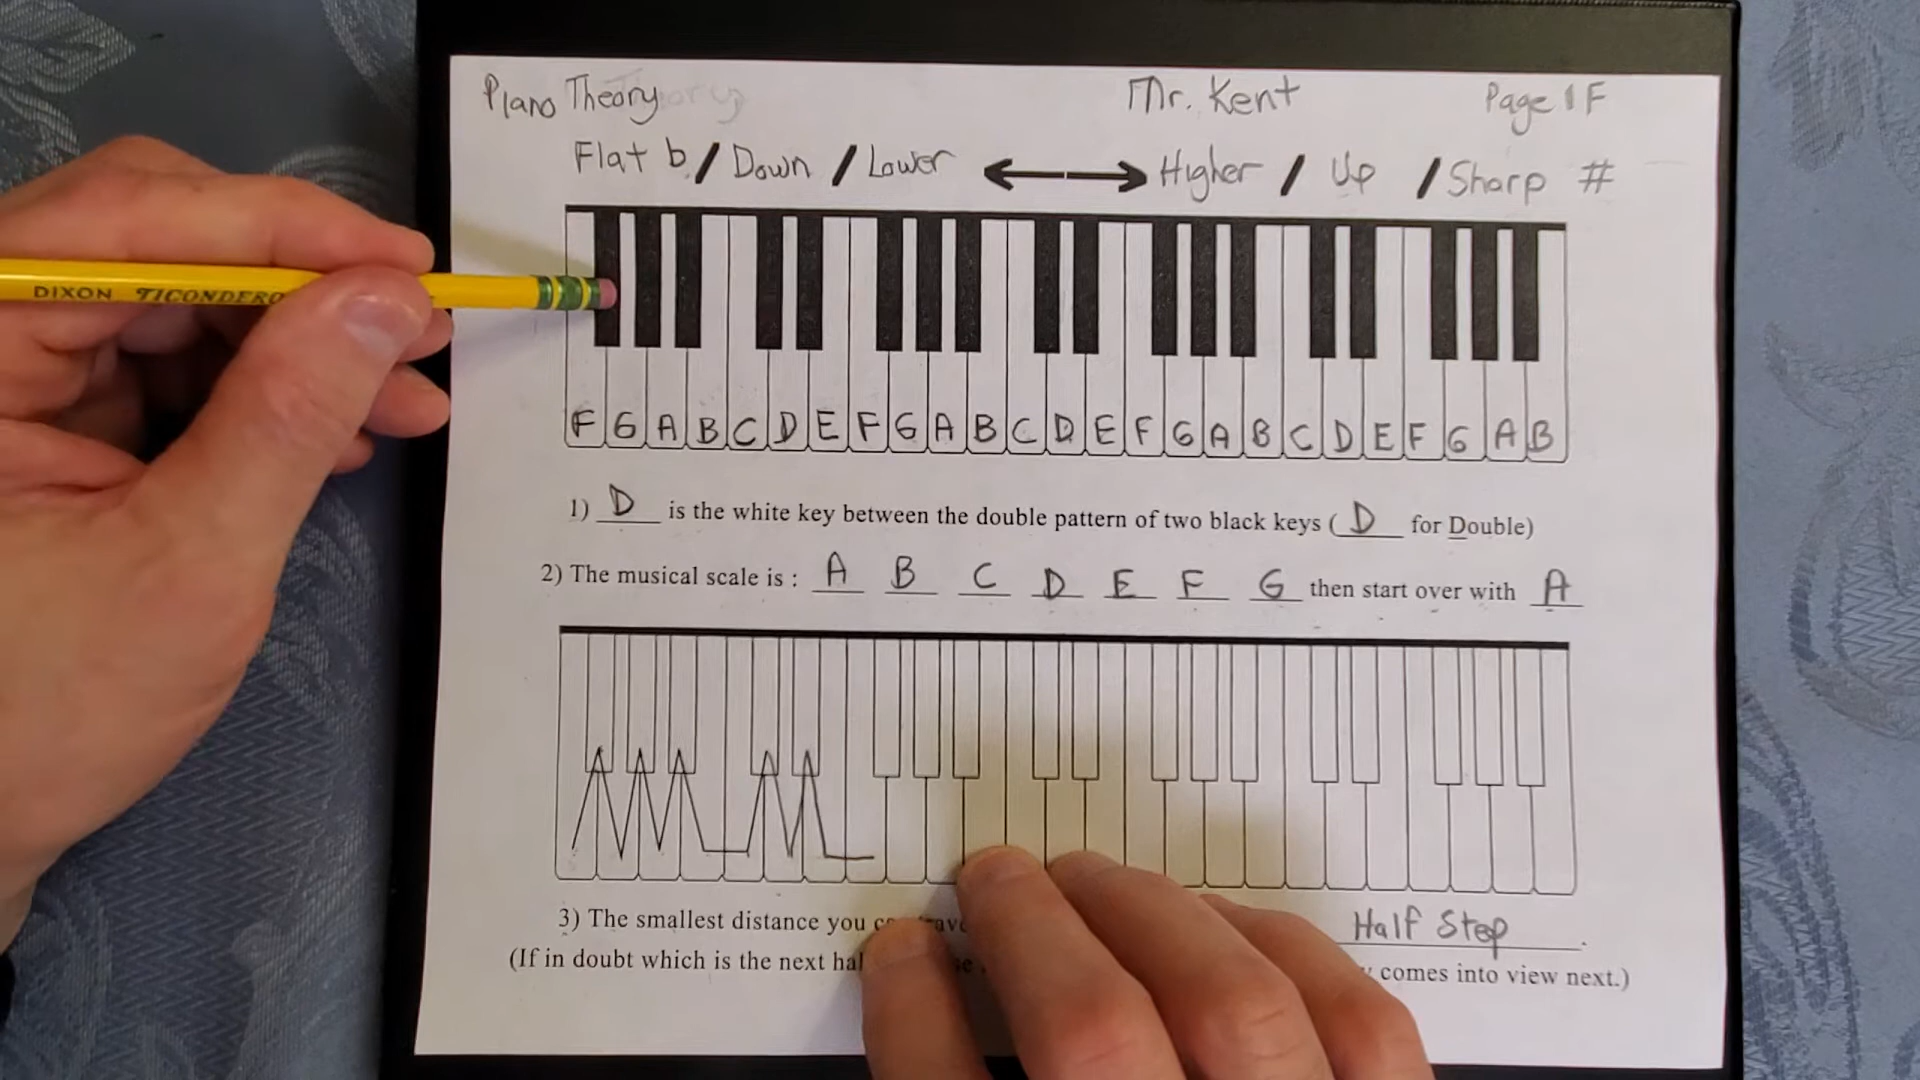 Piano Theory Mr. Kent Page 1F
Flat b / Down / Lower Higher / Up / Sharp #
DIXON TICONDERO
F G A B C D E F G A B C D E F G A B C D E F G A B
1) D is the white key between the double pattern of two black keys (D for Double)
2) The musical scale is : A B C D E F G then start over with A
3) The smallest distance you Half Step.
(If in doubt which is the next comes into view next.)